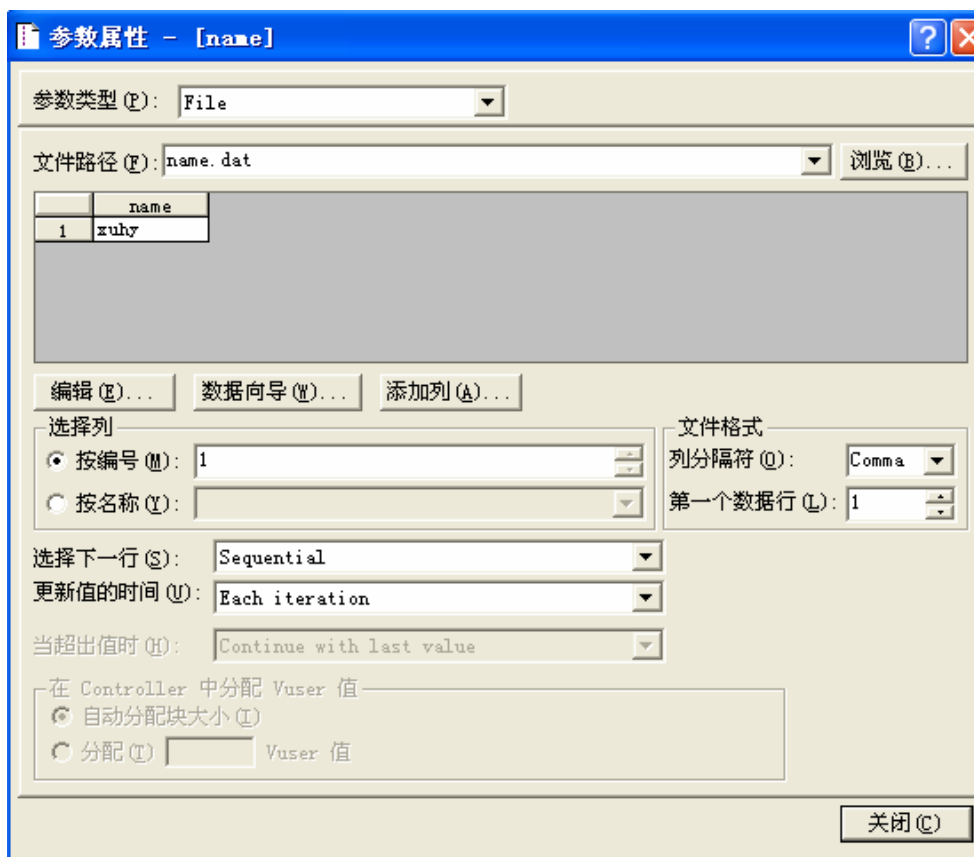 参数属性 - [name]
参数类型(P): File
文件路径(F): name.dat 浏览(B)...
name
1 xuhy
编辑(E)... 数据向导(W)... 添加列(A)...
选择列 文件格式
按编号(M): 1 列分隔符(O): Comma
按名称(Y): 第一个数据行(L): 1
选择下一行(S): Sequential
更新值的时间(U): Each iteration
当超出值时(H): Continue with last value
在 Controller 中分配 Vuser 值
自动分配块大小(I)
分配(T) Vuser 值
关闭(C)